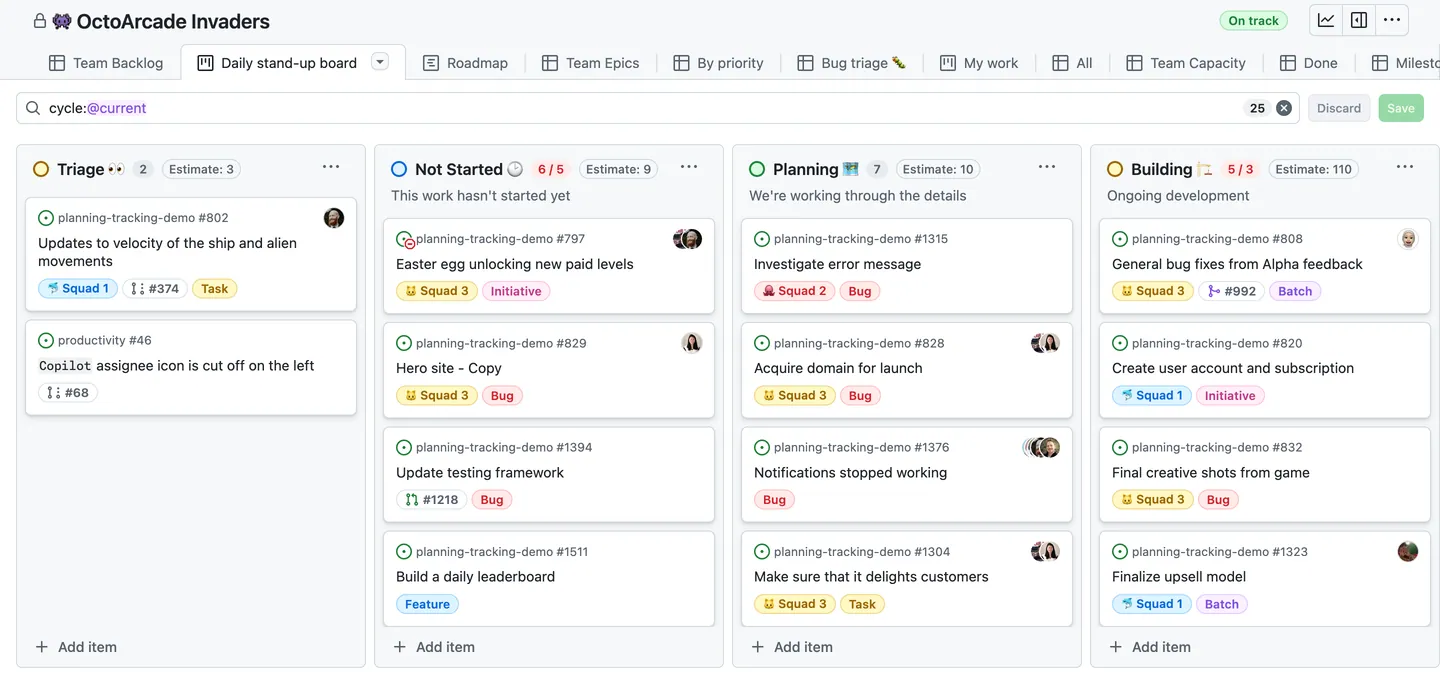 OctoArcade Invaders
On track
Team Backlog
Daily stand-up board
Roadmap
Team Epics
By priority
Bug triage
My work
All
Team Capacity
Done
Milesto
cycle:@current
25
Discard
Save
Triage 2 Estimate: 3
planning-tracking-demo #802
Updates to velocity of the ship and alien
movements
Squad 1 #374 Task
productivity #46
Copilot assignee icon is cut off on the left
#68
Add item
Not Started 6 / 5 Estimate: 9
This work hasn't started yet
planning-tracking-demo #797
Easter egg unlocking new paid levels
Squad 3 Initiative
planning-tracking-demo #829
Hero site - Copy
Squad 3 Bug
planning-tracking-demo #1394
Update testing framework
#1218 Bug
planning-tracking-demo #1511
Build a daily leaderboard
Feature
Add item
Planning 7 Estimate: 10
We're working through the details
planning-tracking-demo #1315
Investigate error message
Squad 2 Bug
planning-tracking-demo #828
Acquire domain for launch
Squad 3 Bug
planning-tracking-demo #1376
Notifications stopped working
Bug
planning-tracking-demo #1304
Make sure that it delights customers
Squad 3 Task
Add item
Building 5 / 3 Estimate: 110
Ongoing development
planning-tracking-demo #808
General bug fixes from Alpha feedback
Squad 3 #992 Batch
planning-tracking-demo #820
Create user account and subscription
Squad 1 Initiative
planning-tracking-demo #832
Final creative shots from game
Squad 3 Bug
planning-tracking-demo #1323
Finalize upsell model
Squad 1 Batch
Add item